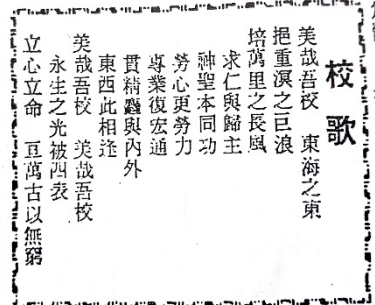 校歌
美哉吾校　東海之東
挹重溟之巨浪
培萬里之長風
求仁與歸主
神聖本同功
勞心更勞力
專業復宏通
貫精麤與內外
東西此相逢
美哉吾校　美哉吾校
永生之光被四表
立心立命　亘萬古以無窮